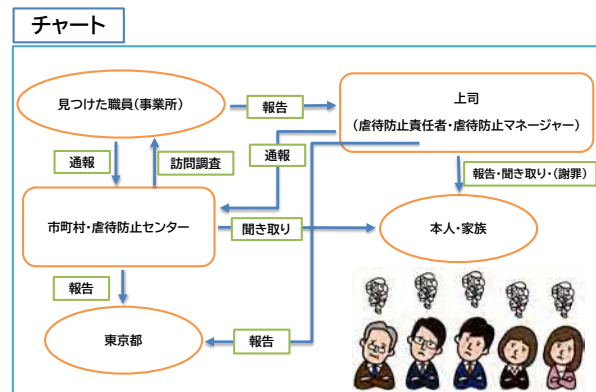 チャート
見つけた職員（事業所）
報告
上司
（虐待防止責任者・虐待防止マネージャー）
通報
訪問調査
通報
報告・聞き取り・（謝罪）
市町村・虐待防止センター
聞き取り
本人・家族
報告
東京都
報告